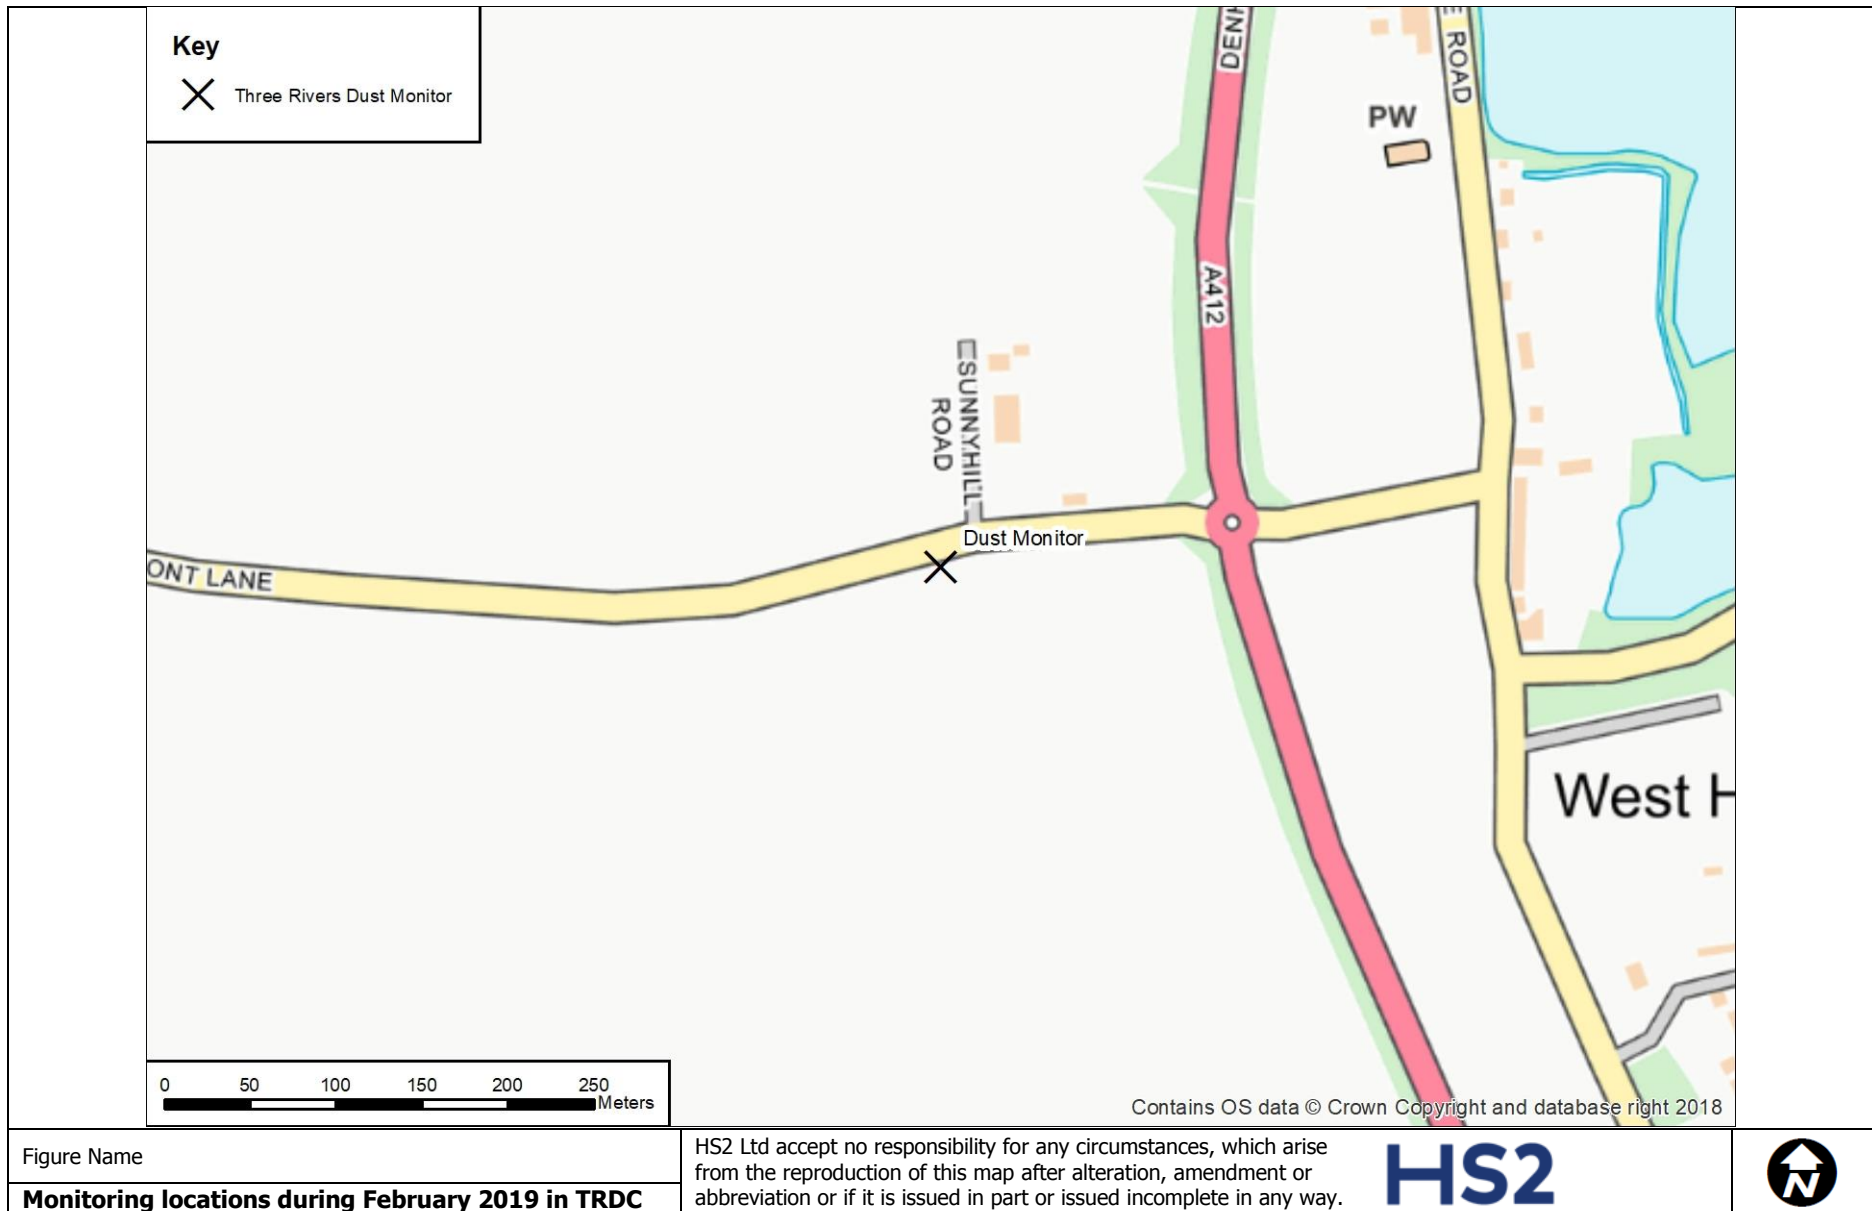 Key
Three Rivers Dust Monitor
DENH
E ROAD
PW
A412
SUNNYHILL
ROAD
Dust Monitor
ONT LANE
West H
0 50 100 150 200 250
Meters
Contains OS data © Crown Copyright and database right 2018
Figure Name
Monitoring locations during February 2019 in TRDC
HS2 Ltd accept no responsibility for any circumstances, which arise
from the reproduction of this map after alteration, amendment or
abbreviation or if it is issued in part or issued incomplete in any way.
HS2
N